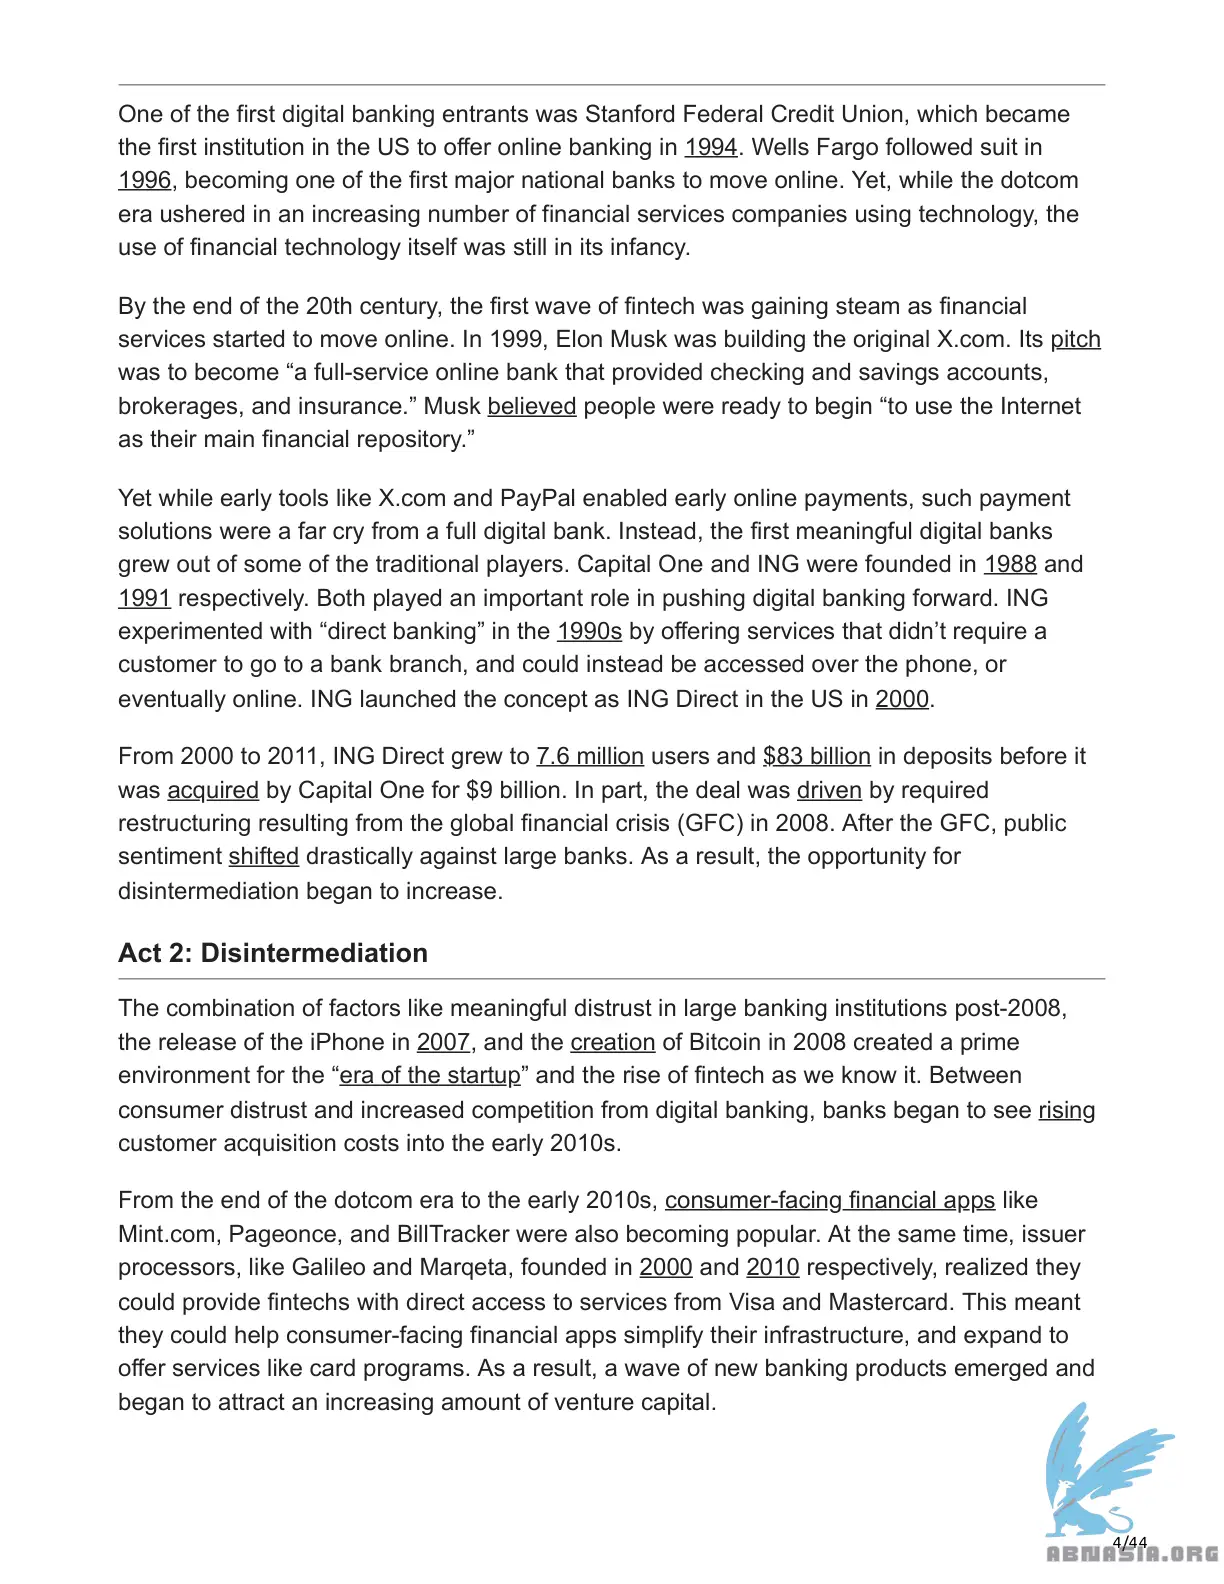 One of the first digital banking entrants was Stanford Federal Credit Union, which became
the first institution in the US to offer online banking in 1994. Wells Fargo followed suit in
1996, becoming one of the first major national banks to move online. Yet, while the dotcom
era ushered in an increasing number of financial services companies using technology, the
use of financial technology itself was still in its infancy.
By the end of the 20th century, the first wave of fintech was gaining steam as financial
services started to move online. In 1999, Elon Musk was building the original X.com. Its pitch
was to become “a full-service online bank that provided checking and savings accounts,
brokerages, and insurance.” Musk believed people were ready to begin “to use the Internet
as their main financial repository.”
Yet while early tools like X.com and PayPal enabled early online payments, such payment
solutions were a far cry from a full digital bank. Instead, the first meaningful digital banks
grew out of some of the traditional players. Capital One and ING were founded in 1988 and
1991 respectively. Both played an important role in pushing digital banking forward. ING
experimented with “direct banking” in the 1990s by offering services that didn’t require a
customer to go to a bank branch, and could instead be accessed over the phone, or
eventually online. ING launched the concept as ING Direct in the US in 2000.
From 2000 to 2011, ING Direct grew to 7.6 million users and $83 billion in deposits before it
was acquired by Capital One for $9 billion. In part, the deal was driven by required
restructuring resulting from the global financial crisis (GFC) in 2008. After the GFC, public
sentiment shifted drastically against large banks. As a result, the opportunity for
disintermediation began to increase.
Act 2: Disintermediation
The combination of factors like meaningful distrust in large banking institutions post-2008,
the release of the iPhone in 2007, and the creation of Bitcoin in 2008 created a prime
environment for the “era of the startup” and the rise of fintech as we know it. Between
consumer distrust and increased competition from digital banking, banks began to see rising
customer acquisition costs into the early 2010s.
From the end of the dotcom era to the early 2010s, consumer-facing financial apps like
Mint.com, Pageonce, and BillTracker were also becoming popular. At the same time, issuer
processors, like Galileo and Marqeta, founded in 2000 and 2010 respectively, realized they
could provide fintechs with direct access to services from Visa and Mastercard. This meant
they could help consumer-facing financial apps simplify their infrastructure, and expand to
offer services like card programs. As a result, a wave of new banking products emerged and
began to attract an increasing amount of venture capital.
4/44
ABNASIA.ORG